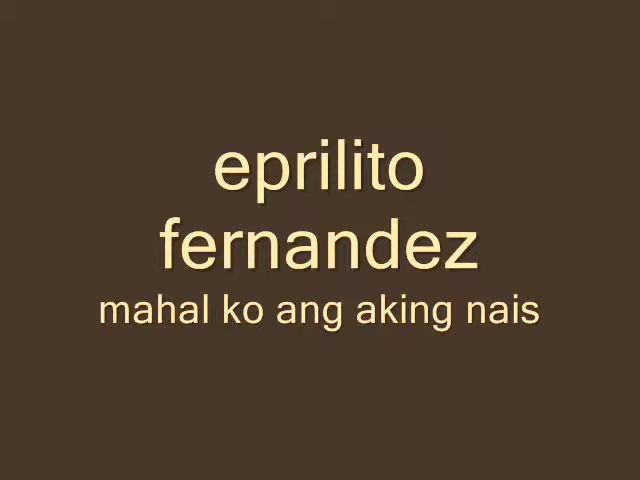 eprilito
fernandez
mahal ko ang aking nais